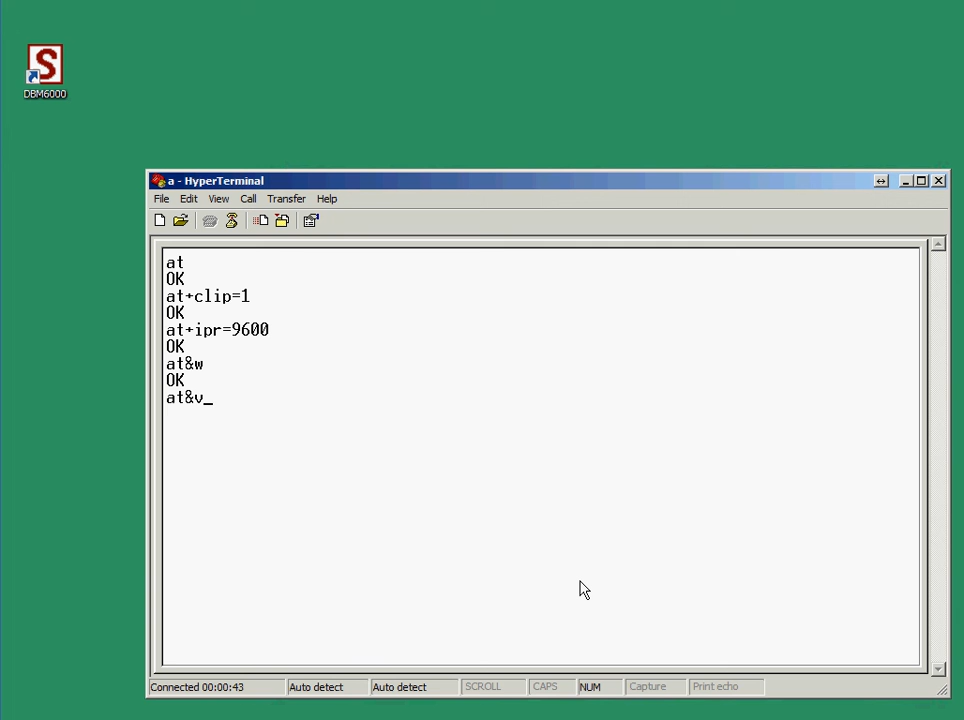 S
DBM6000
a - HyperTerminal
File Edit View Call Transfer Help
at
OK
at+clip=1
OK
at+ipr=9600
OK
at&w
OK
at&v_
Connected 00:00:43 Auto detect Auto detect SCROLL CAPS NUM Capture Print echo